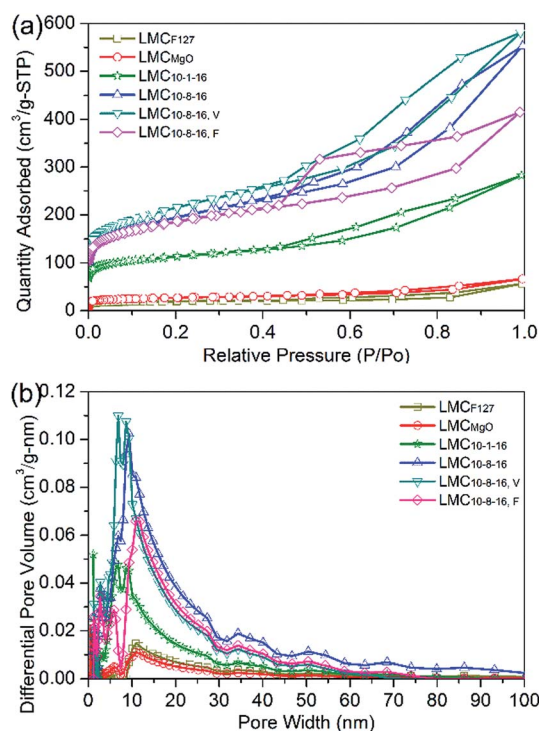 (a)
600
500
400
300
200
100
0
Quantity Adsorbed (cm³/g-STP)
LMCF127
LMCMgO
LMC10-1-16
LMC10-8-16
LMC10-8-16, V
LMC10-8-16, F
0.0 0.2 0.4 0.6 0.8 1.0
Relative Pressure (P/Po)
(b)
0.12
0.10
0.08
0.06
0.04
0.02
0.00
Differential Pore Volume (cm³/g-nm)
LMCF127
LMCMgO
LMC10-1-16
LMC10-8-16
LMC10-8-16, V
LMC10-8-16, F
0 10 20 30 40 50 60 70 80 90 100
Pore Width (nm)